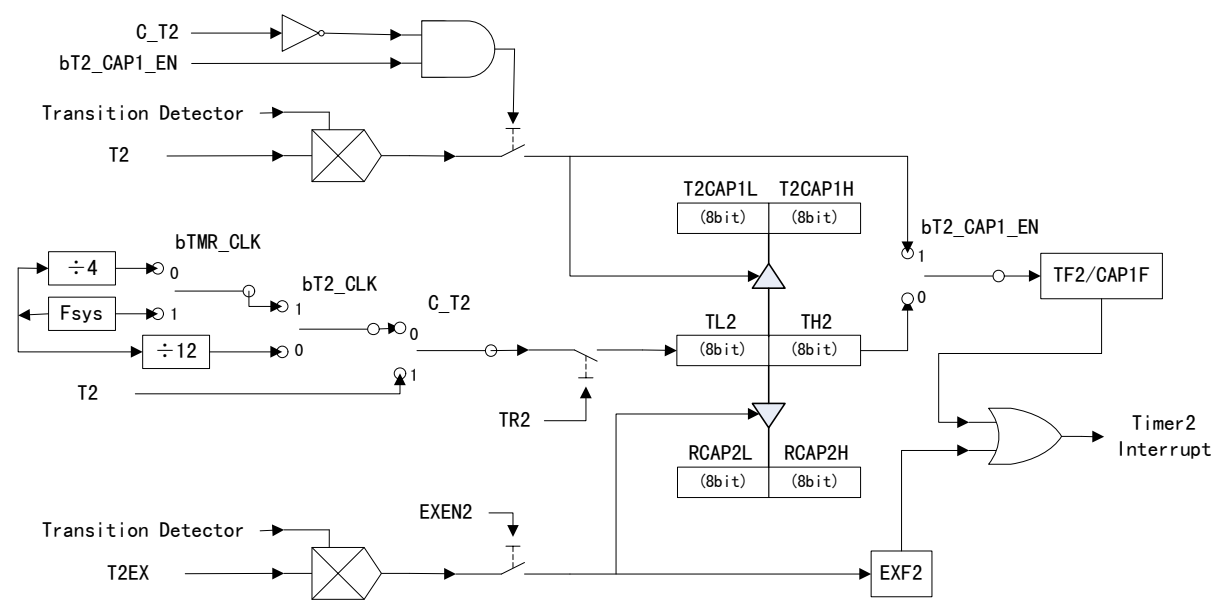 C_T2
bT2_CAP1_EN
Transition Detector
T2
T2CAP1L T2CAP1H
(8bit) (8bit)
bT2_CAP1_EN
1
0
TF2/CAP1F
bTMR_CLK
÷4
0
Fsys
1
÷12
bT2_CLK
1
0
C_T2
0
1
T2
TR2
TL2 TH2
(8bit) (8bit)
RCAP2L RCAP2H
(8bit) (8bit)
Timer2
Interrupt
EXEN2
Transition Detector
T2EX
EXF2